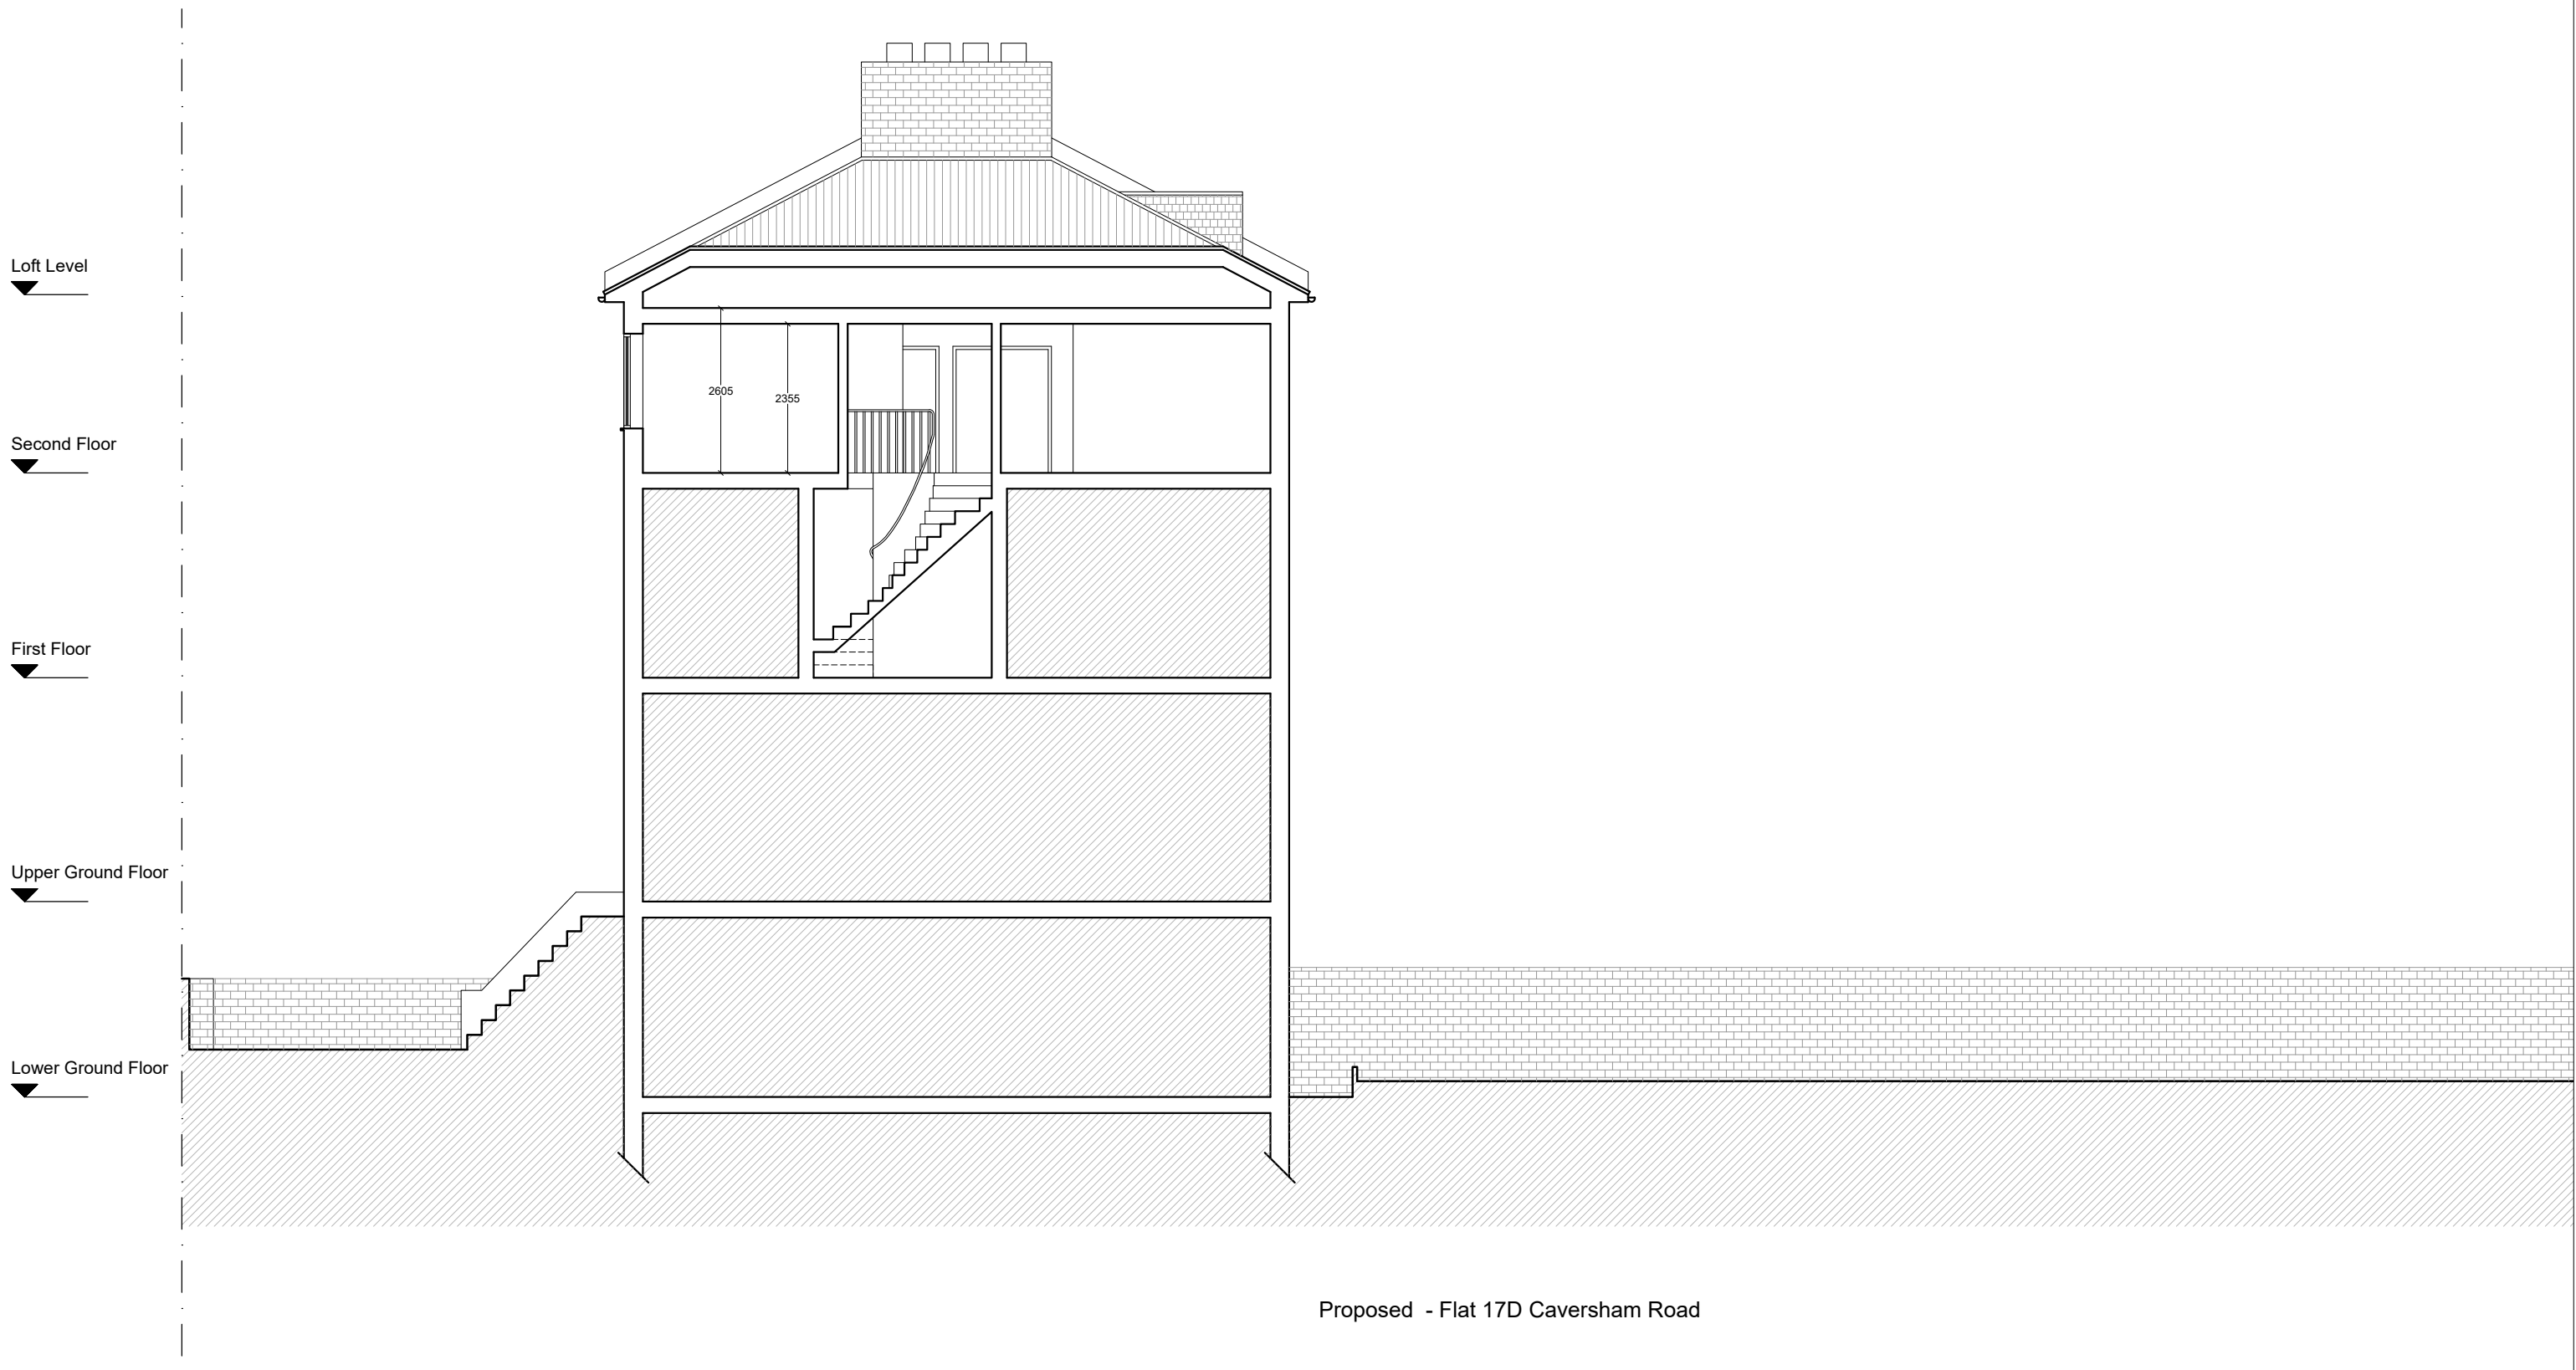 Loft Level
2605
2355
Second Floor
First Floor
Upper Ground Floor
Lower Ground Floor
Proposed  - Flat 17D Caversham Road